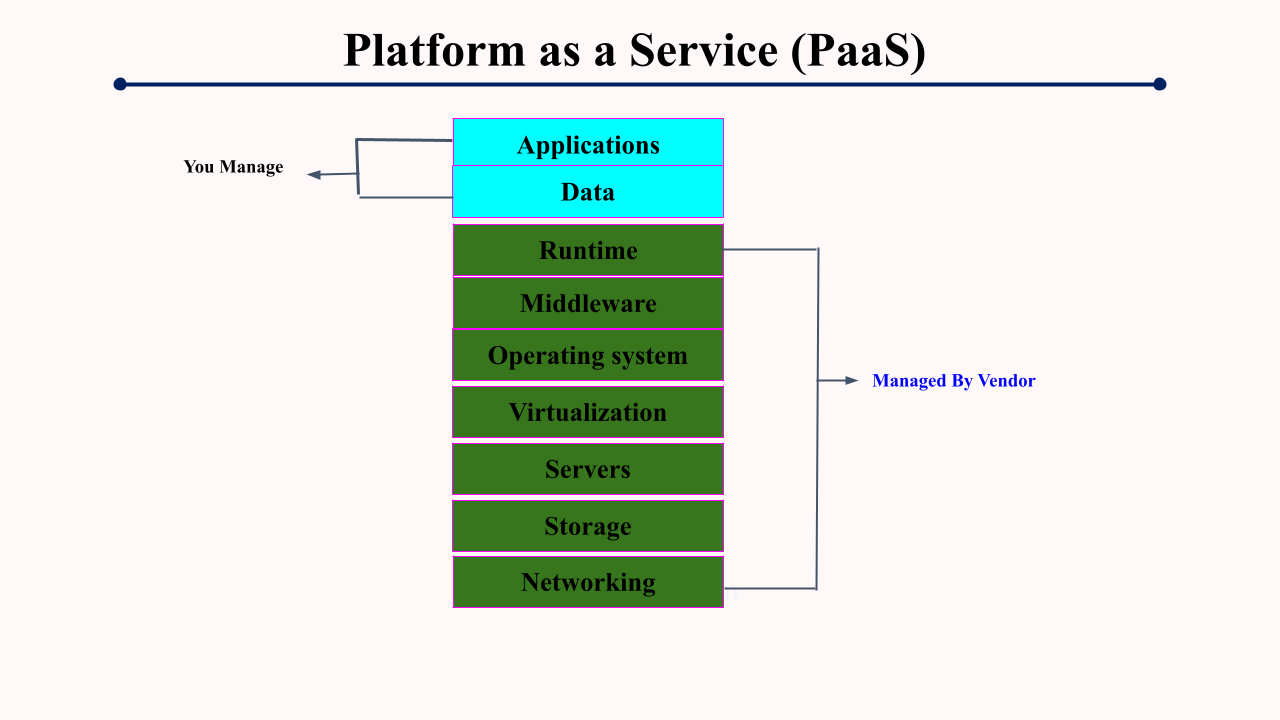 Platform as a Service (PaaS)
Applications
You Manage
Data
Runtime
Middleware
Operating system
Managed By Vendor
Virtualization
Servers
Storage
Networking